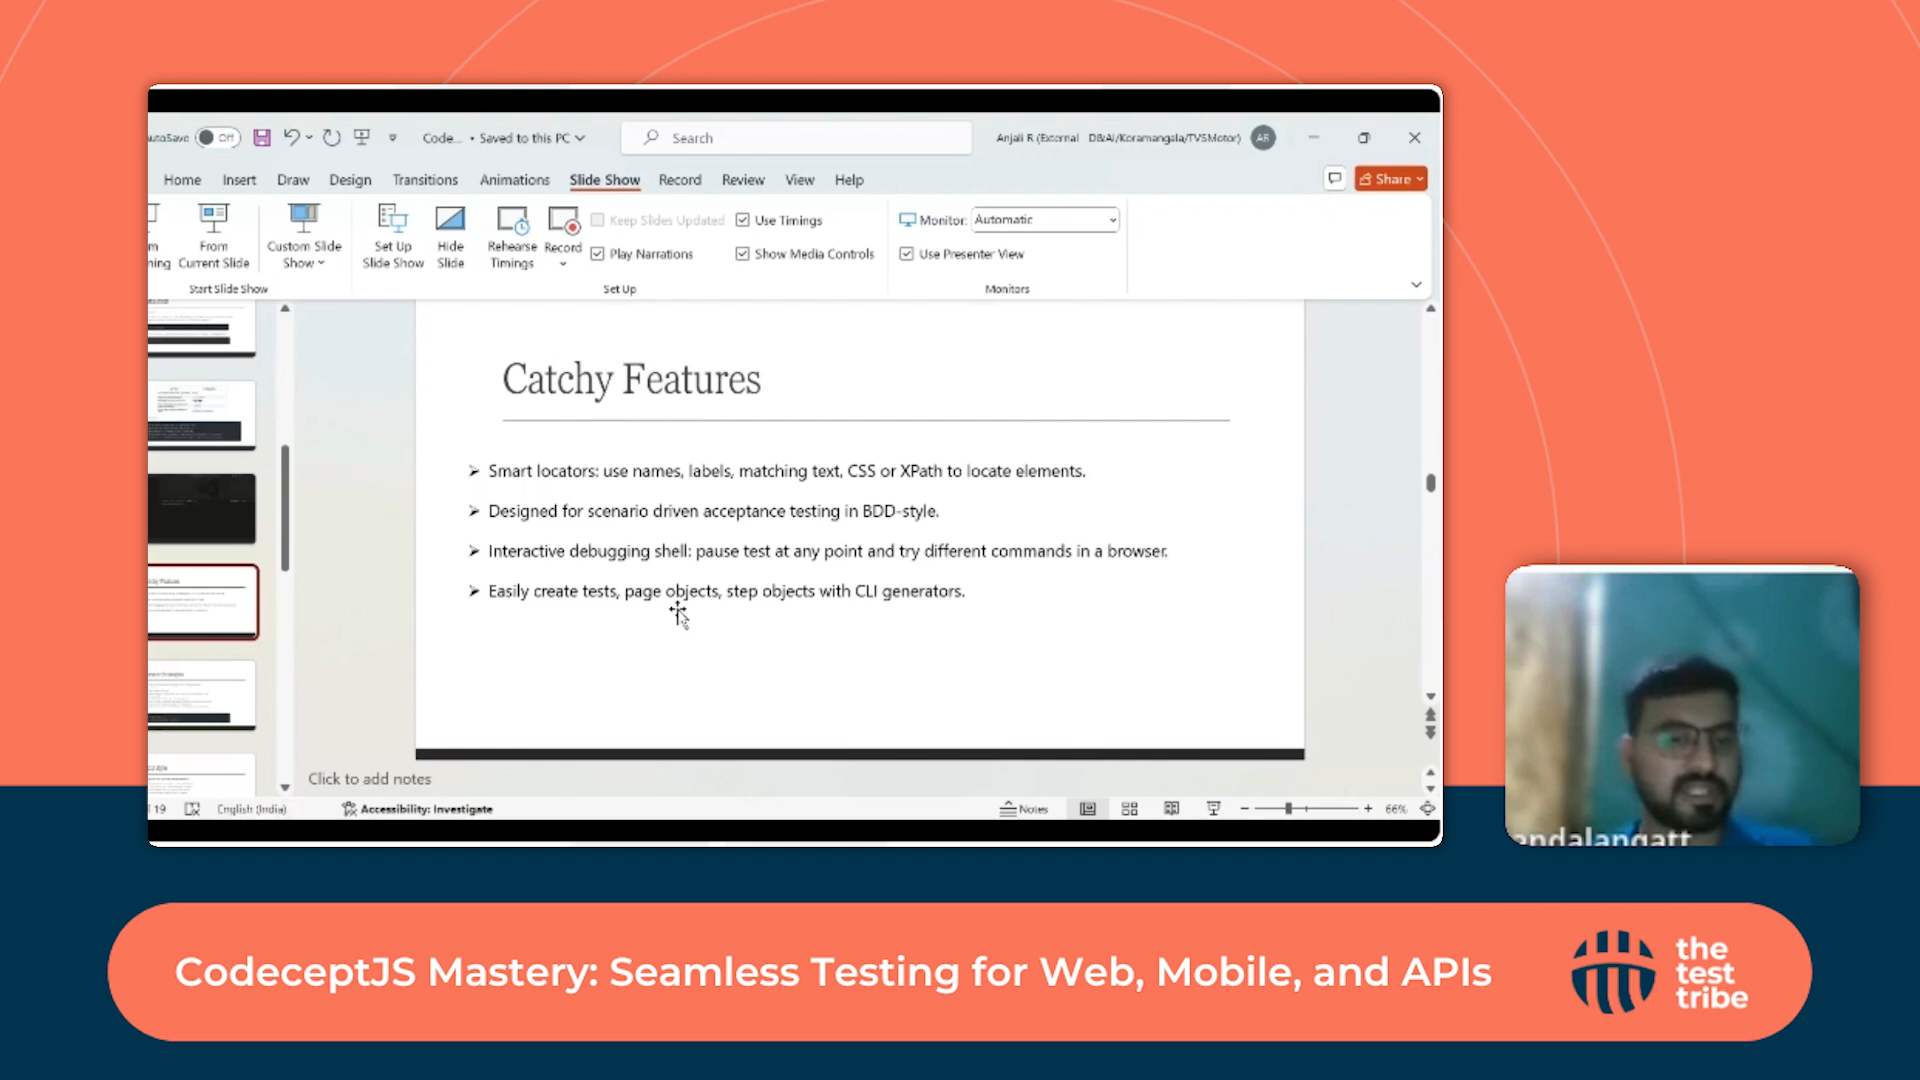 AutoSave Off Code... • Saved to this PC Search Anjali R (External D&AI/Koramangala/TVSMotor) AR
Home Insert Draw Design Transitions Animations Slide Show Record Review View Help Share
From Current Slide
Custom Slide Show
Set Up Slide Show
Hide Slide
Rehearse Timings
Record
Keep Slides Updated
Use Timings
Play Narrations
Show Media Controls
Monitor: Automatic
Use Presenter View
Start Slide Show Set Up Monitors
Catchy Features
➢ Smart locators: use names, labels, matching text, CSS or XPath to locate elements.
➢ Designed for scenario driven acceptance testing in BDD-style.
➢ Interactive debugging shell: pause test at any point and try different commands in a browser.
➢ Easily create tests, page objects, step objects with CLI generators.
Click to add notes
19 English (India) Accessibility: Investigate Notes 66%
andalangatt
CodeceptJS Mastery: Seamless Testing for Web, Mobile, and APIs
the
test
tribe